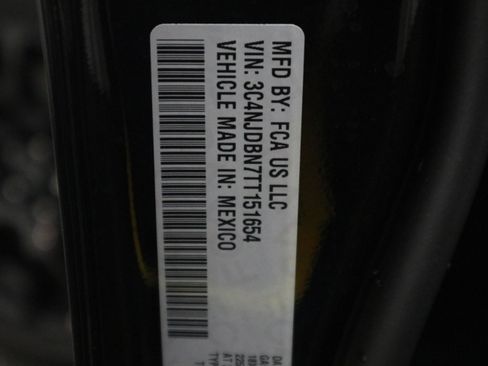 MFD BY: FCA US LLC
VIN: 3C4NJDBN7TT151654
VEHICLE MADE IN: MEXICO